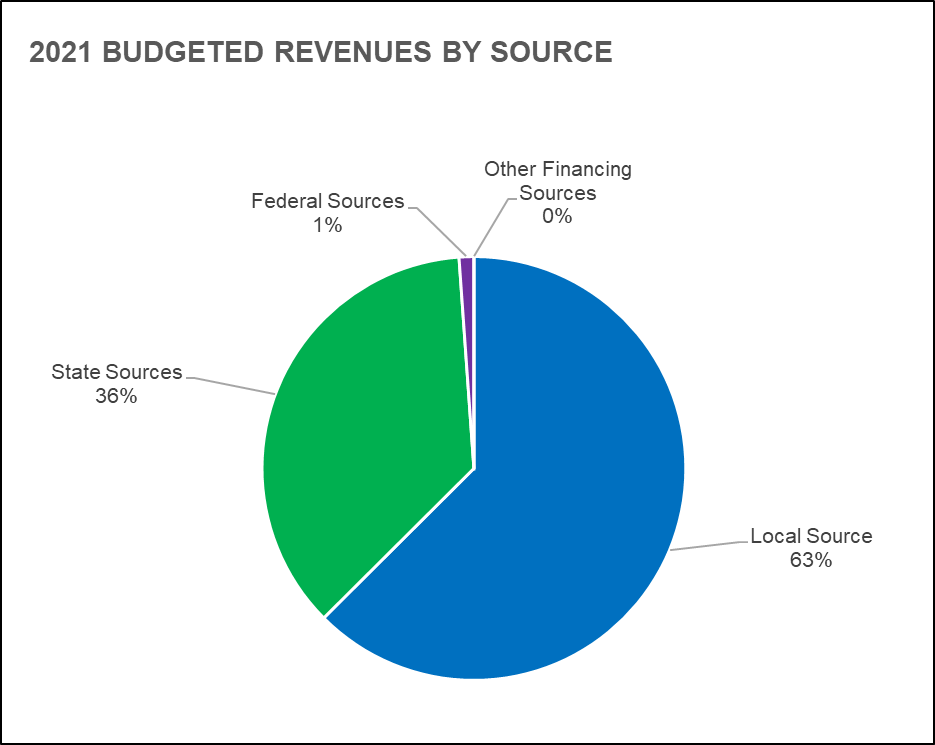 2021 BUDGETED REVENUES BY SOURCE
Other Financing
Sources
0%
Federal Sources
1%
State Sources
36%
Local Source
63%